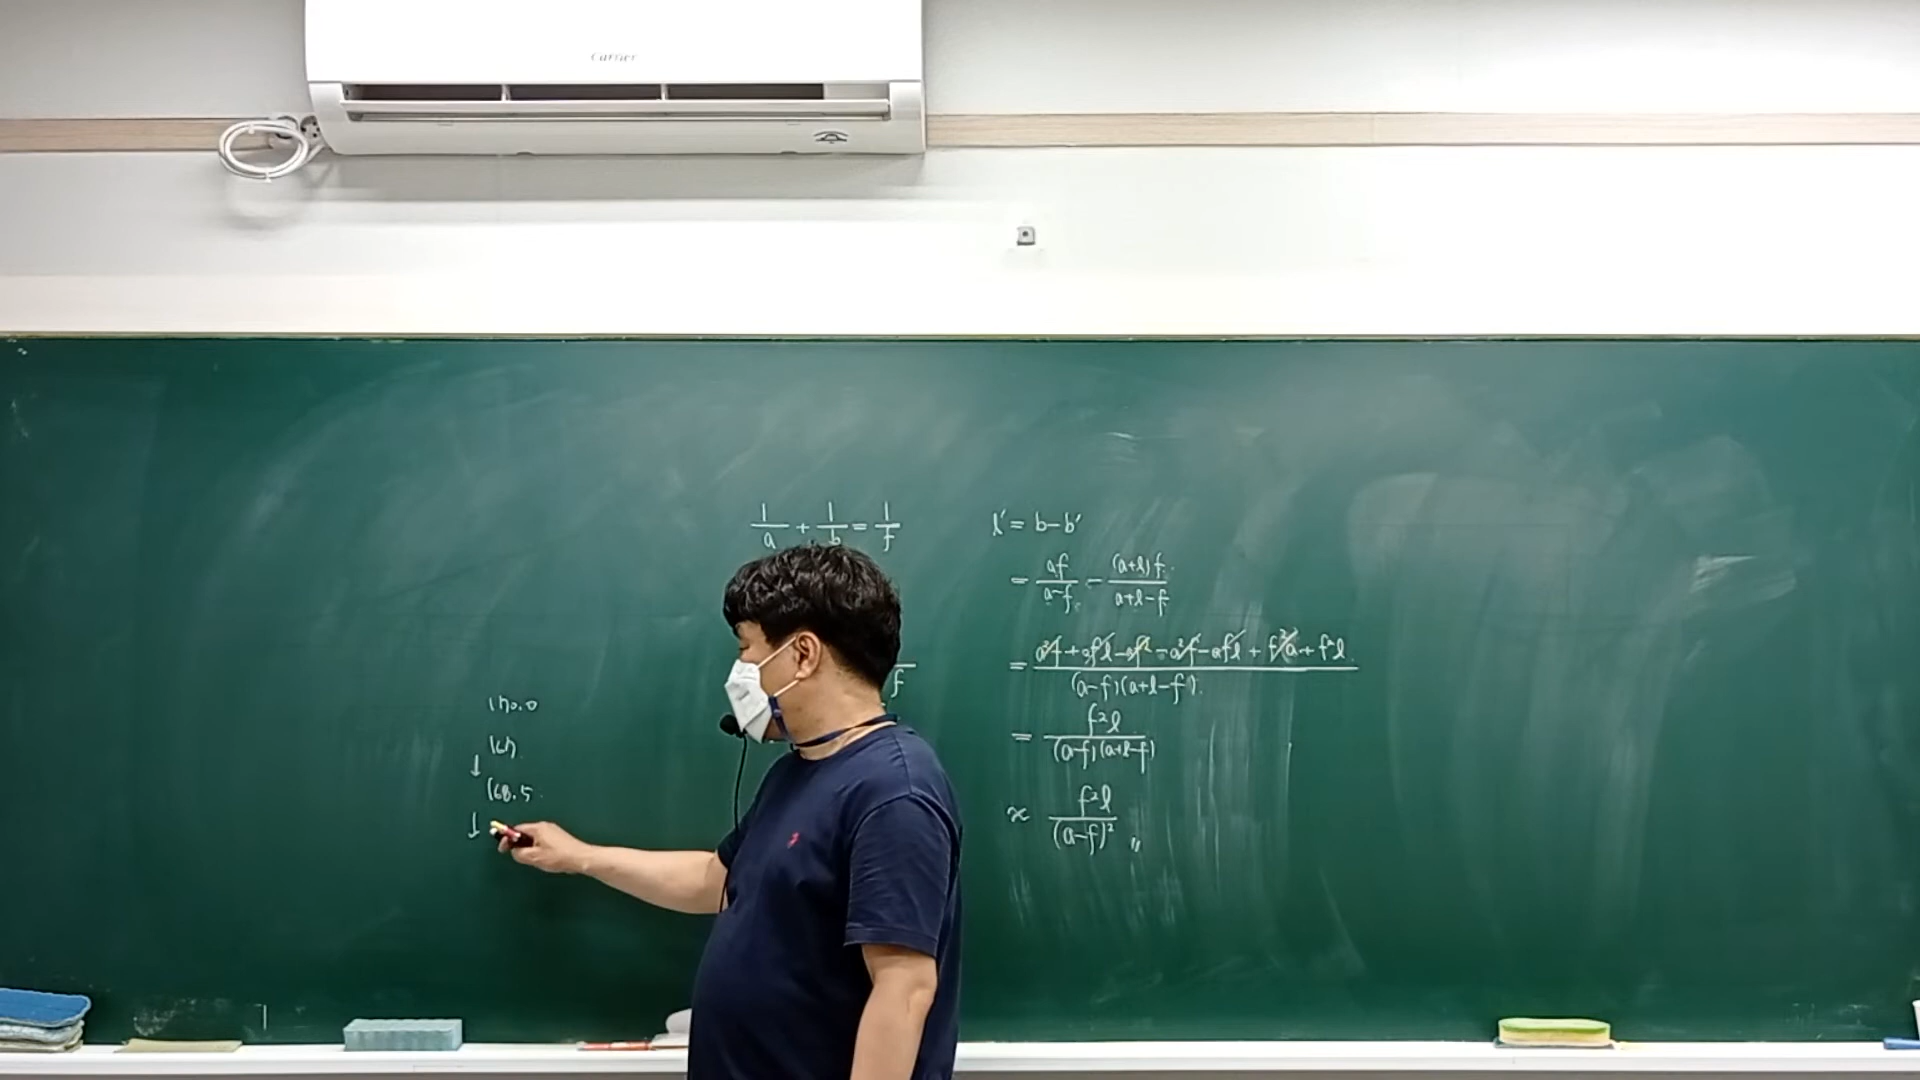 Carrier
1/a + 1/b = 1/f
l' = b-b'
= af/(a-f) - (a+l)f/(a+l-f)
= (a²f + afl - af² - a²f - afl + f²a + f²l)/((a-f)(a+l-f))
= f²l/((a-f)(a+l-f))
≈ f²l/(a-f)²
f
170.0
167.
↓
168.5
↓